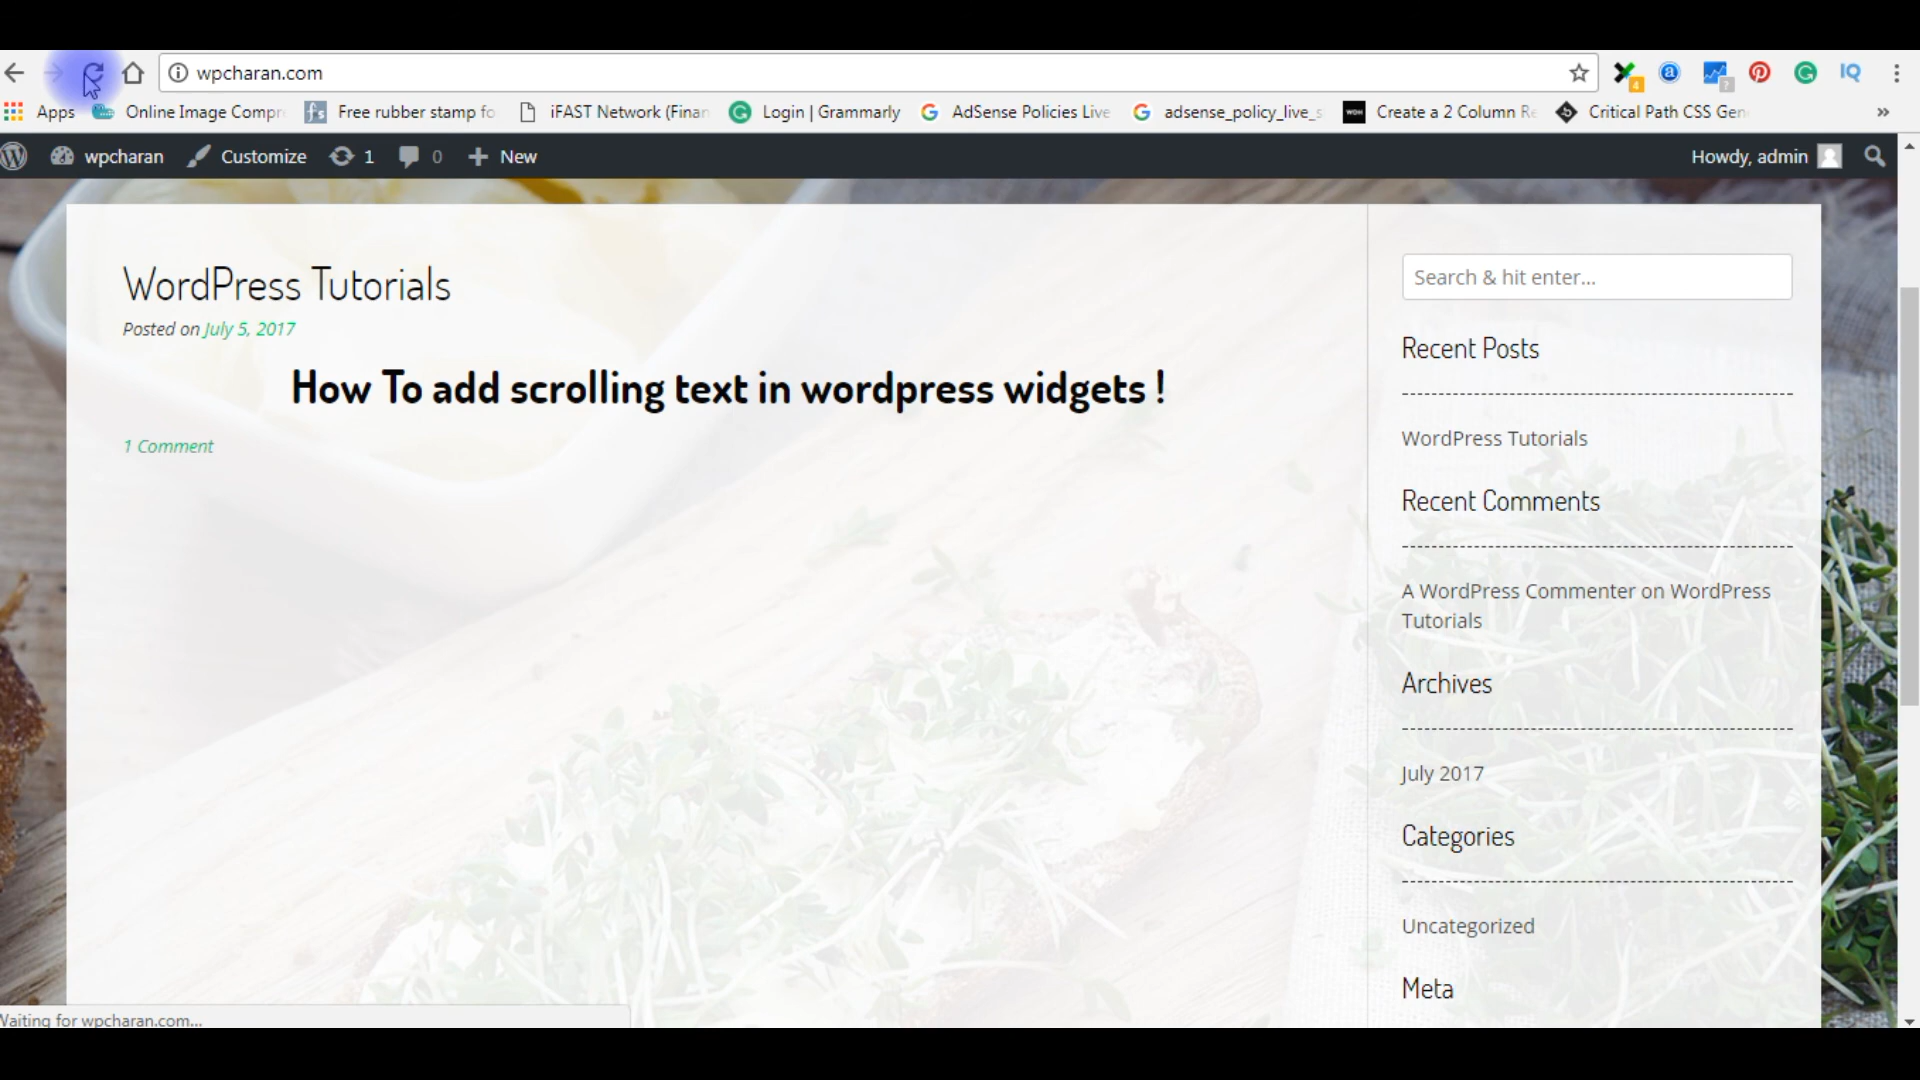 wpcharan.com
Apps Online Image Compr Free rubber stamp fo iFAST Network (Finan Login | Grammarly AdSense Policies Live adsense_policy_live_s Create a 2 Column Re Critical Path CSS Gen »
wpcharan Customize 1 0 New Howdy, admin
WordPress Tutorials
Posted on July 5, 2017
How To add scrolling text in wordpress widgets !
1 Comment
Search & hit enter...
Recent Posts
WordPress Tutorials
Recent Comments
A WordPress Commenter on WordPress
Tutorials
Archives
July 2017
Categories
Uncategorized
Meta
Waiting for wpcharan.com...